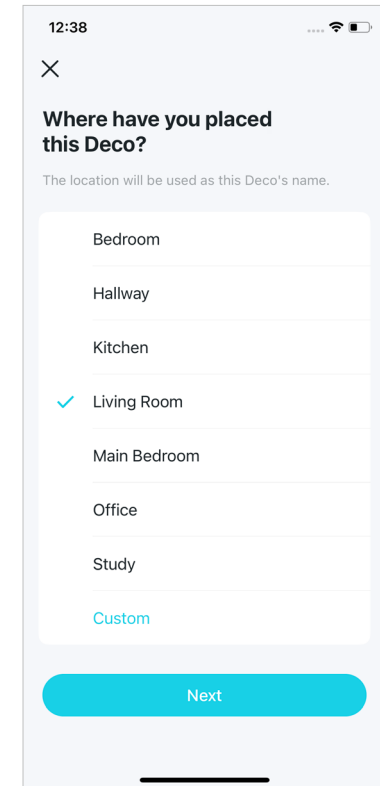 12:38
Where have you placed
this Deco?
The location will be used as this Deco's name.
Bedroom
Hallway
Kitchen
Living Room
Main Bedroom
Office
Study
Custom
Next